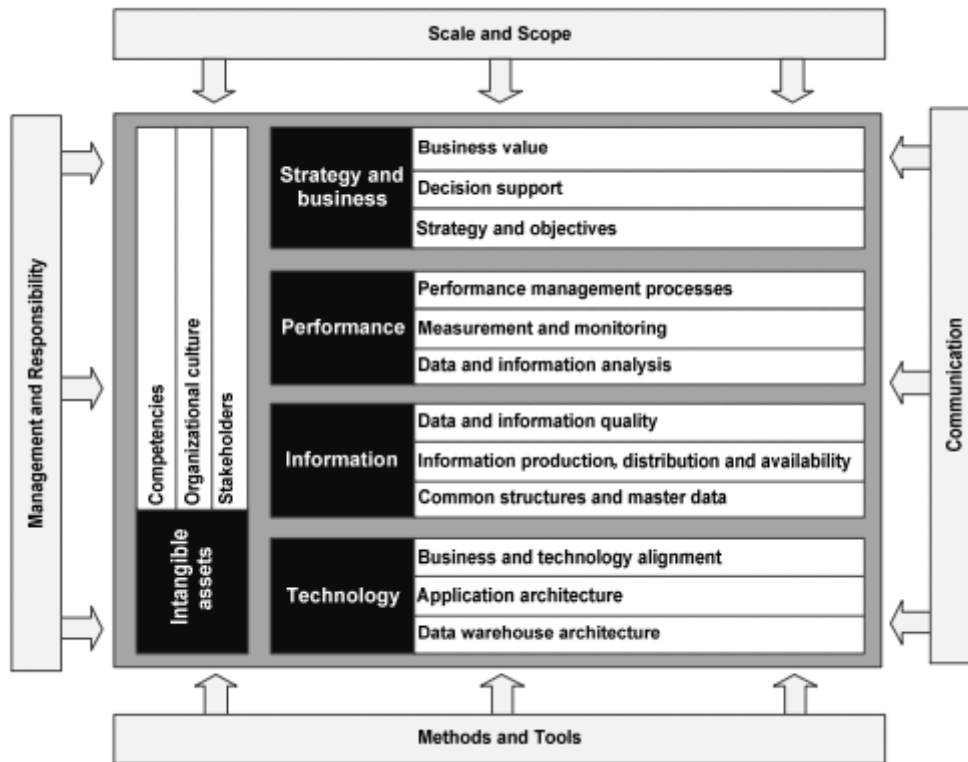 Scale and Scope
Management and Responsibility
Competencies
Organizational culture
Stakeholders
Intangible
assets
Strategy and
business
Business value
Decision support
Strategy and objectives
Performance
Performance management processes
Measurement and monitoring
Data and information analysis
Information
Data and information quality
Information production, distribution and availability
Common structures and master data
Technology
Business and technology alignment
Application architecture
Data warehouse architecture
Communication
Methods and Tools